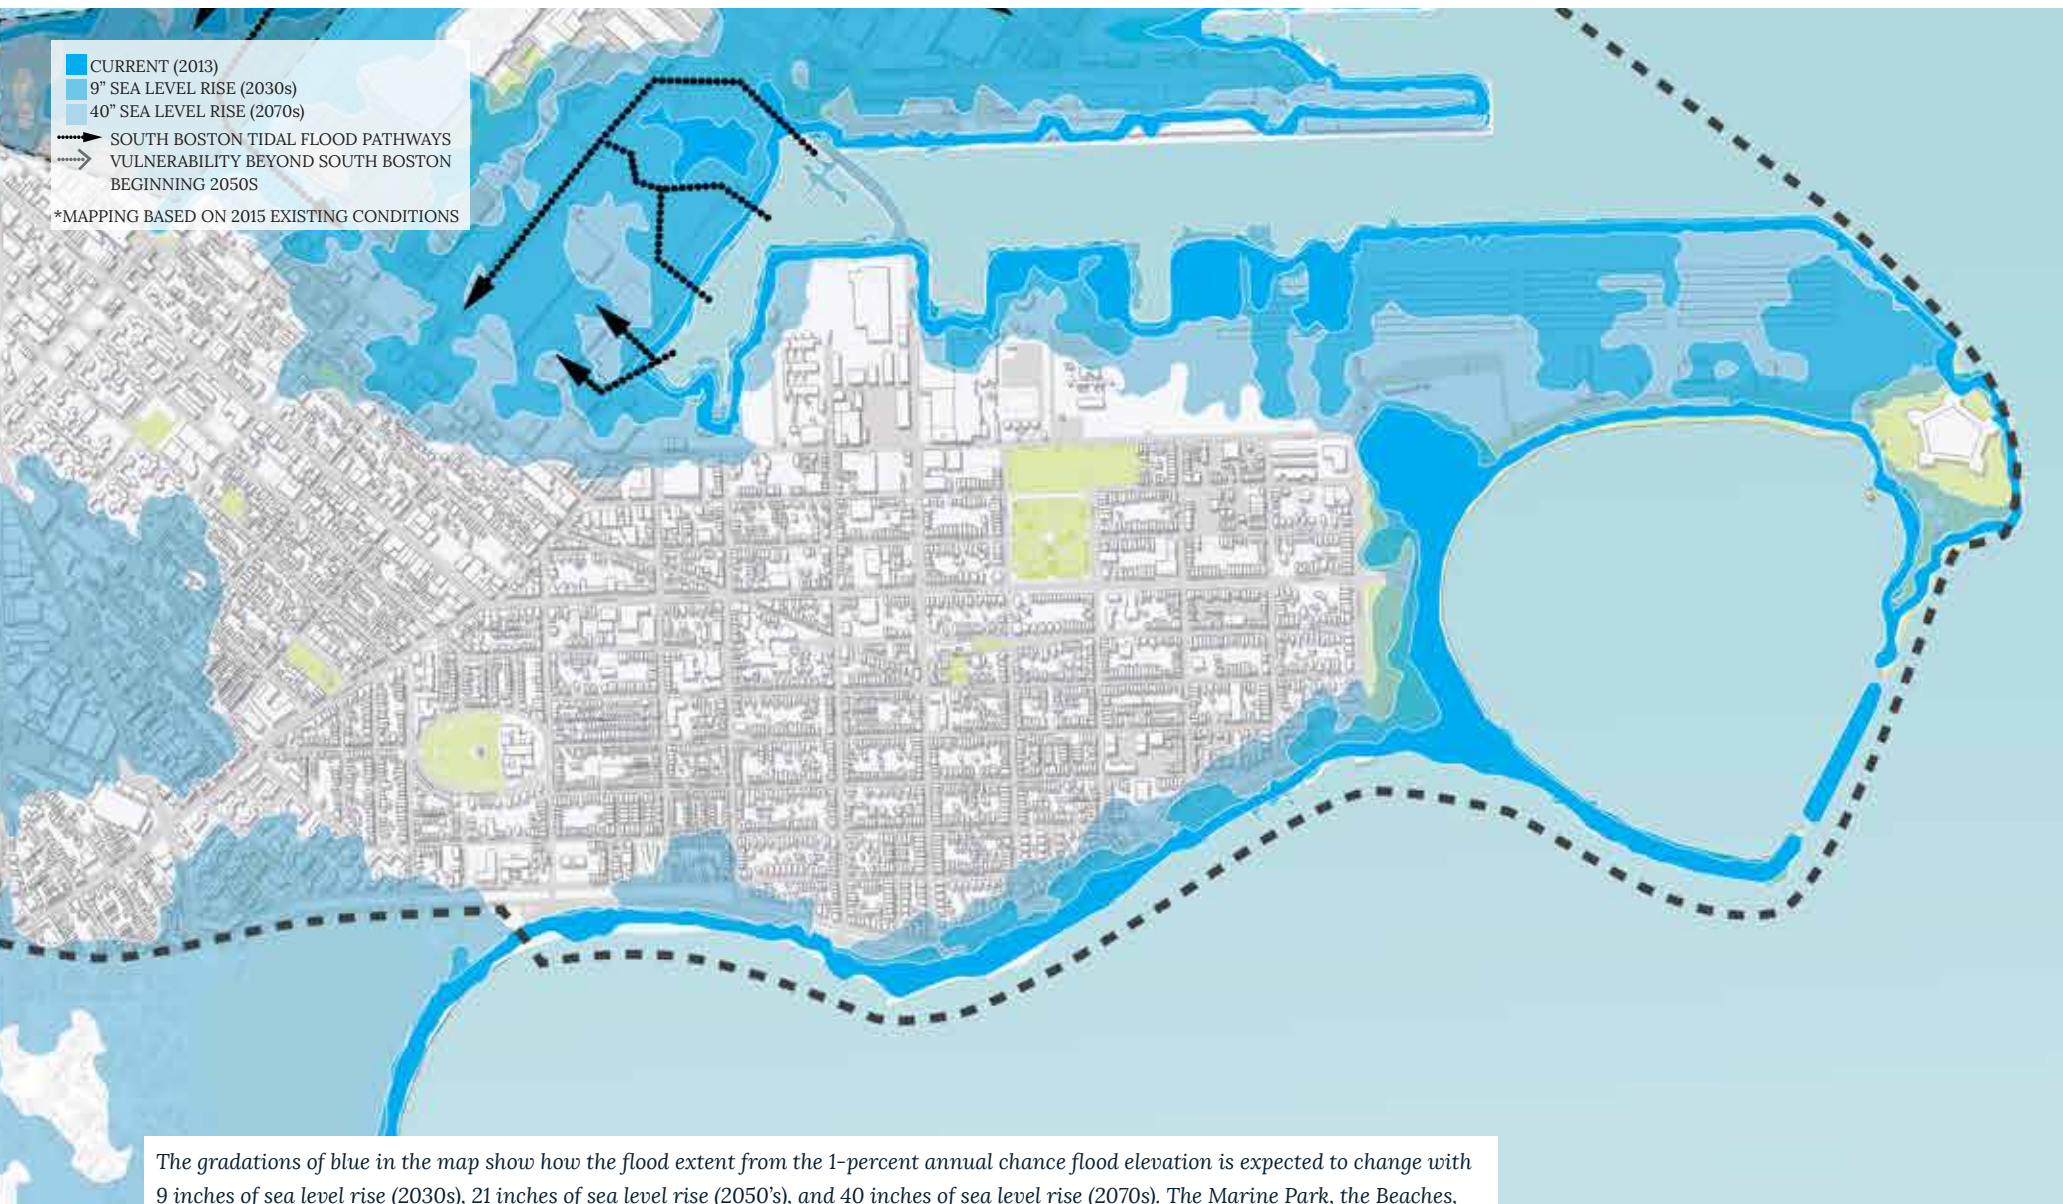 CURRENT (2013)
9” SEA LEVEL RISE (2030s)
40” SEA LEVEL RISE (2070s)
SOUTH BOSTON TIDAL FLOOD PATHWAYS
VULNERABILITY BEYOND SOUTH BOSTON
BEGINNING 2050S
*MAPPING BASED ON 2015 EXISTING CONDITIONS
The gradations of blue in the map show how the flood extent from the 1-percent annual chance flood elevation is expected to change with
9 inches of sea level rise (2030s), 21 inches of sea level rise (2050’s), and 40 inches of sea level rise (2070s). The Marine Park, the Beaches,